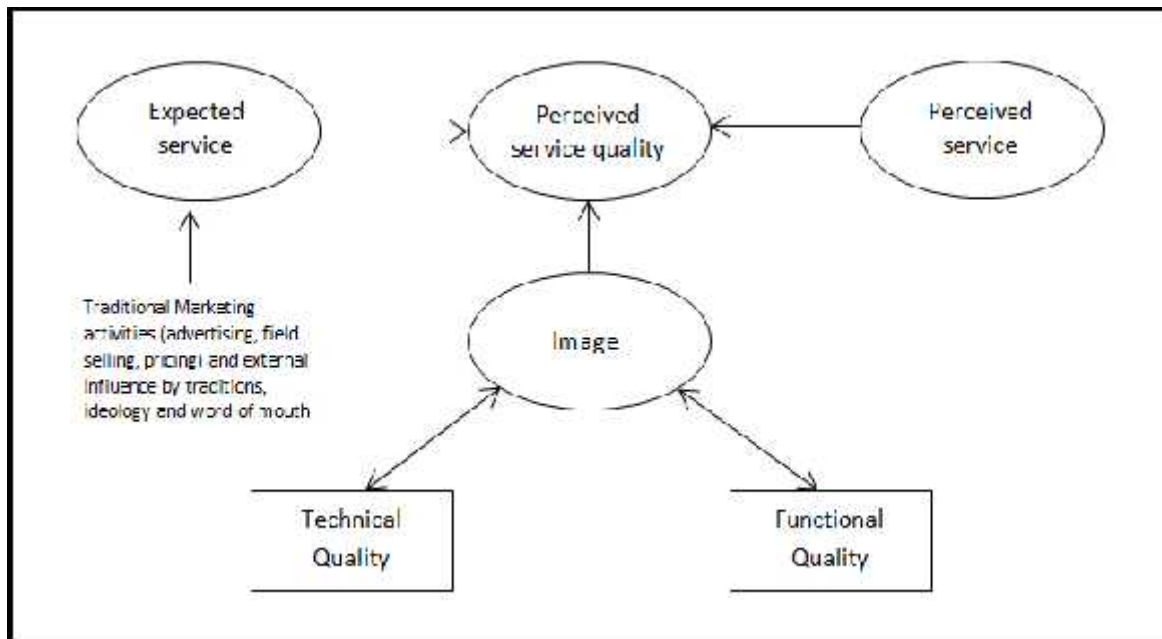 Expected
service
Perceived
service quality
Perceived
service
Traditional Marketing
activities (advertising, field
selling, pricing) and external
influence by traditions,
ideology and word of mouth
Image
Technical
Quality
Functional
Quality